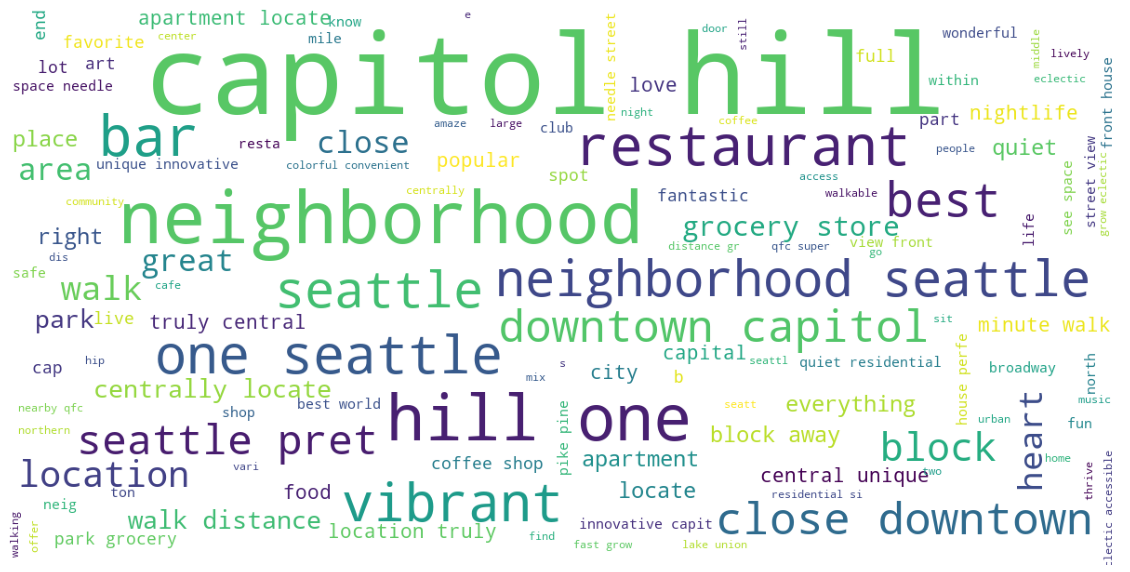 end
apartment locate
know
e
capitol hill
needle street
door
still
wonderful
middle
lively
favorite
center
mile
full
lot
art
space needle
love
within
eclectic
front house
night
place
bar
amaze
large
club
coffee
part
nightlife
close
restaurant
resta
area
unique innovative
colorful convenient
popular
spot
access
people
quiet
street view
grow eclectic
see space
community
neighborhood
centrally
fantastic
walkable
best
life
right
grocery store
dis
great
distance gr
qfc super
view front
go
safe
cafe
walk
seattle
neighborhood seattle
park
live
truly central
downtown capitol
sit
minute walk
one seattle
capital
seattl
quiet residential
house perfe
broadway
north
cap
hip
mix
s
city
b
centrally locate
nearby qfc
shop
best world
hill
one
seatt
everything
music
northern
seattle pret
pike pine
block away
urban
fun
heart
location
vari
coffee shop
apartment
block
central unique
two
home
thrive
eclectic accessible
ton
food
vibrant
locate
residential si
neig
walk distance
location truly
innovative capit
close downtown
walking
offer
park grocery
find
fast grow
lake union